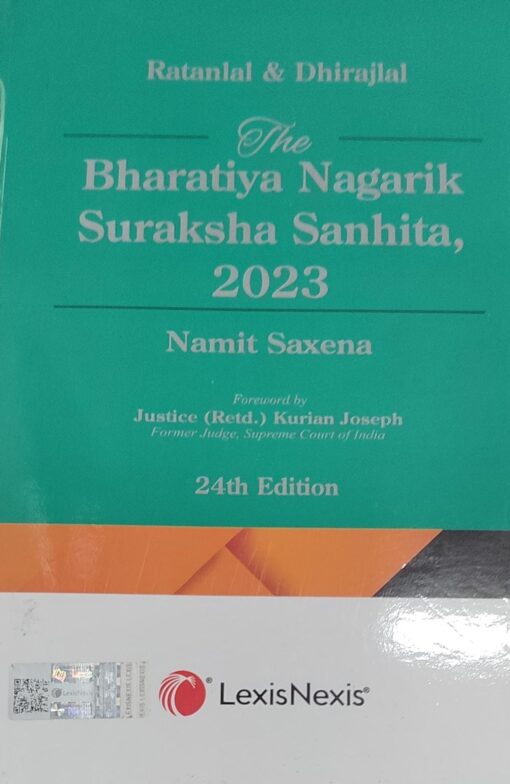 Ratanlal & Dhirajlal
The
Bharatiya Nagarik
Suraksha Sanhita,
2023
Namit Saxena
Foreword by
Justice (Retd.) Kurian Joseph
Former Judge, Supreme Court of India
24th Edition
LexisNexis®